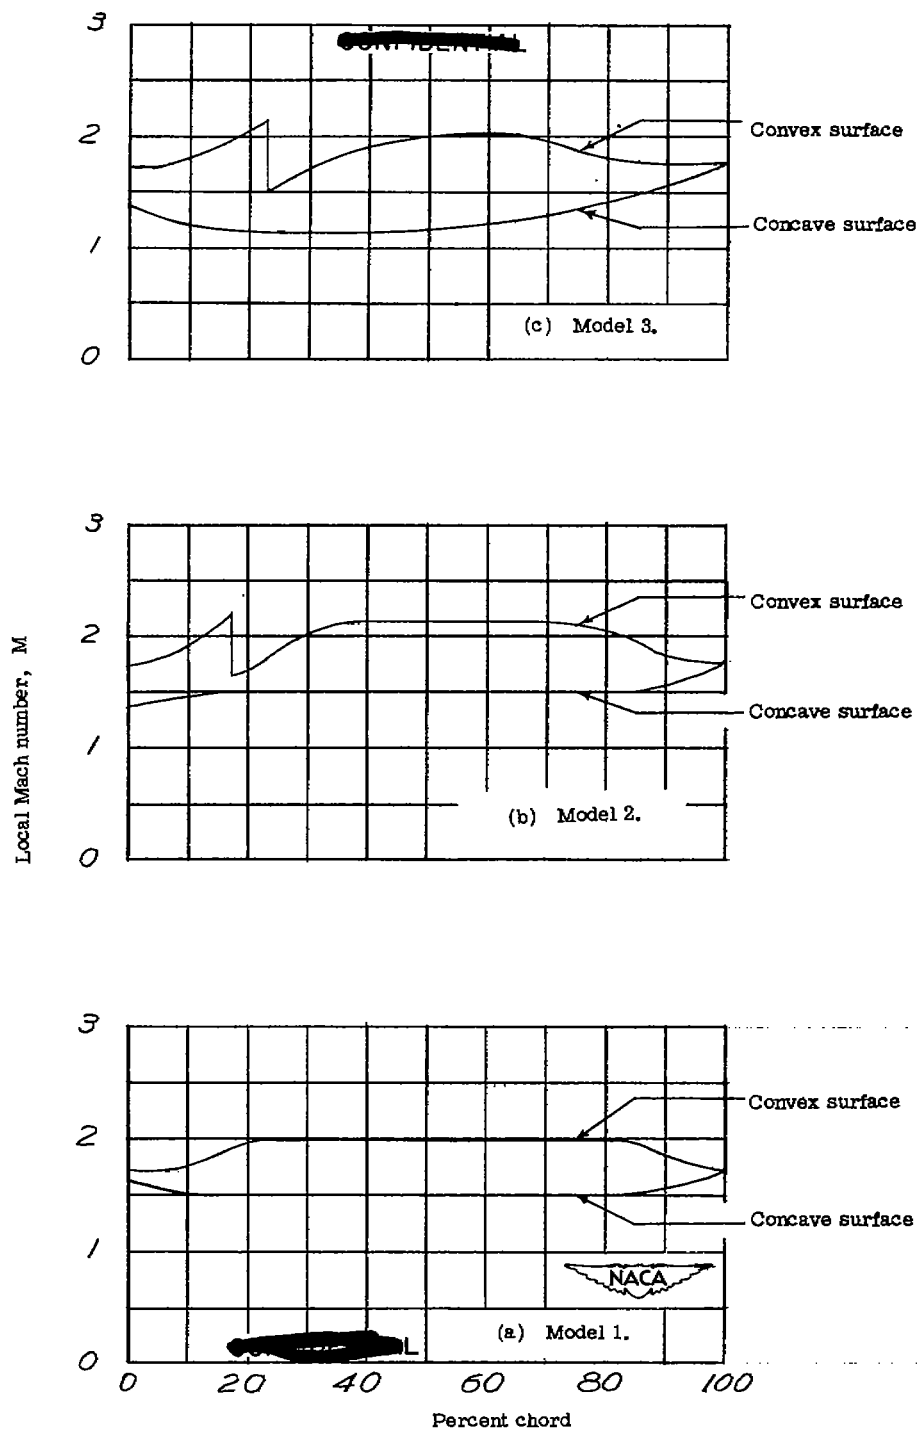 3
2
Convex surface
Concave surface
1
(c) Model 3.
0
3
Convex surface
2
Concave surface
1
(b) Model 2.
0
Local Mach number, M
3
Convex surface
2
Concave surface
1
NACA
(a) Model 1.
0
0 20 40 60 80 100
Percent chord